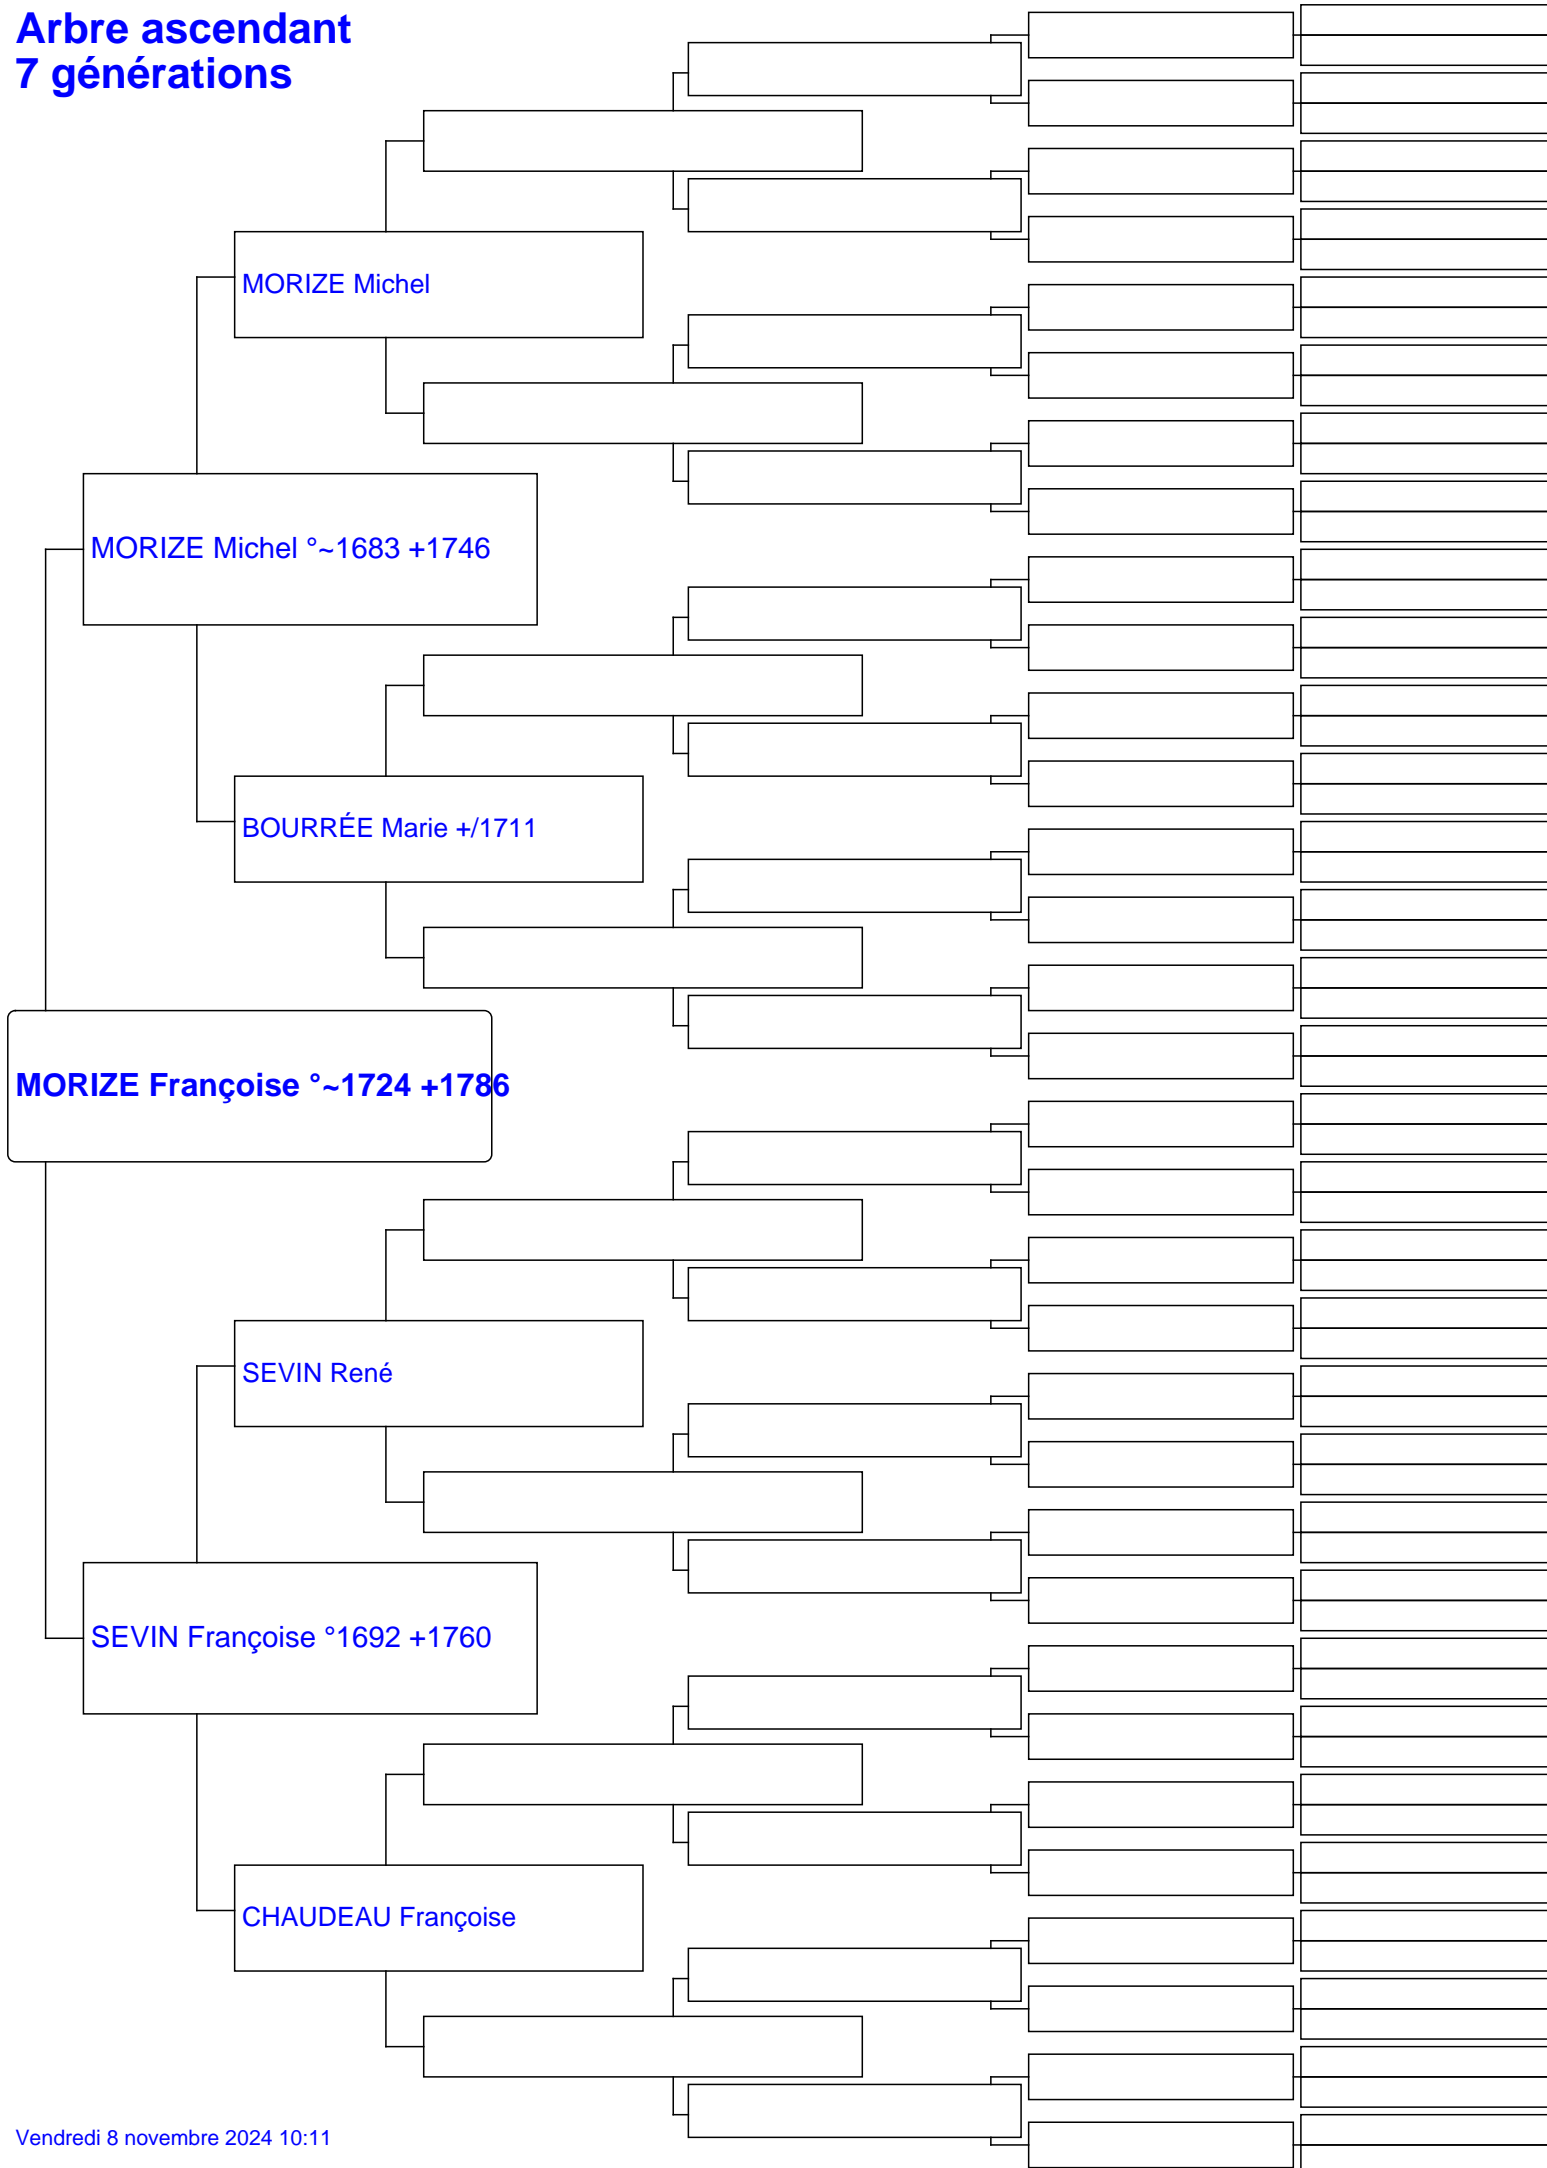 Arbre ascendant
7 générations
MORIZE Michel
MORIZE Michel °~1683 +1746
BOURRÉE Marie +/1711
MORIZE Françoise °~1724 +1786
SEVIN René
SEVIN Françoise °1692 +1760
CHAUDEAU Françoise
Vendredi 8 novembre 2024 10:11